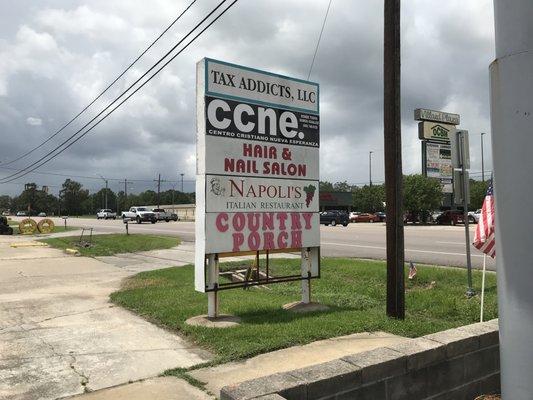 TAX ADDICTS, LLC
ccne.
CENTRO CRISTIANO NUEVA ESPERANZA
HAIR &
NAIL SALON
NAPOLI'S
ITALIAN RESTAURANT
COUNTRY
PORCH